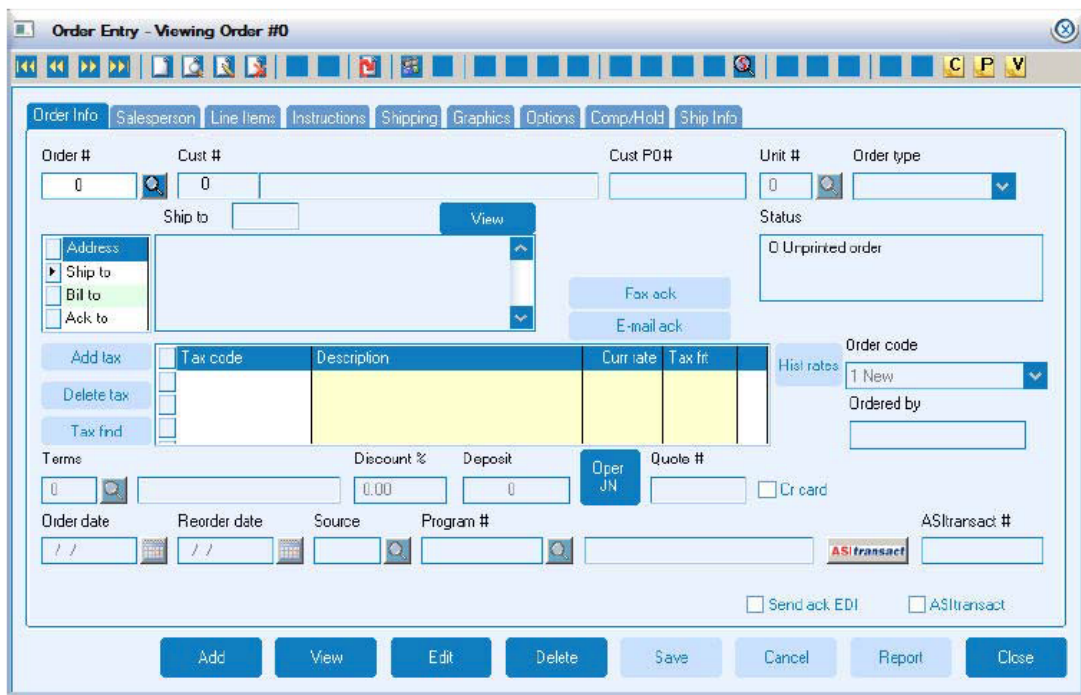 Order Entry - Viewing Order #0
C P V
Order Info Salesperson Line Items Instructions Shipping Graphics Options Comp/Hold Ship Info
Order # Cust # Cust PO# Unit # Order type
0 0 0
Ship to View Status
Address 0 Unprinted order
Ship to
Bill to Fax ack
Ack to E-mail ack
Add tax Tax code Description Curr rate Tax frt Hist rates Order code
1 New
Delete tax Ordered by
Tax find
Terms Discount % Deposit Oper JN Quote #
0 0.00 0 Cr card
Order date Reorder date Source Program # ASItransact #
/ / / / ASItransact
Send ack EDI ASItransact
Add View Edit Delete Save Cancel Report Close